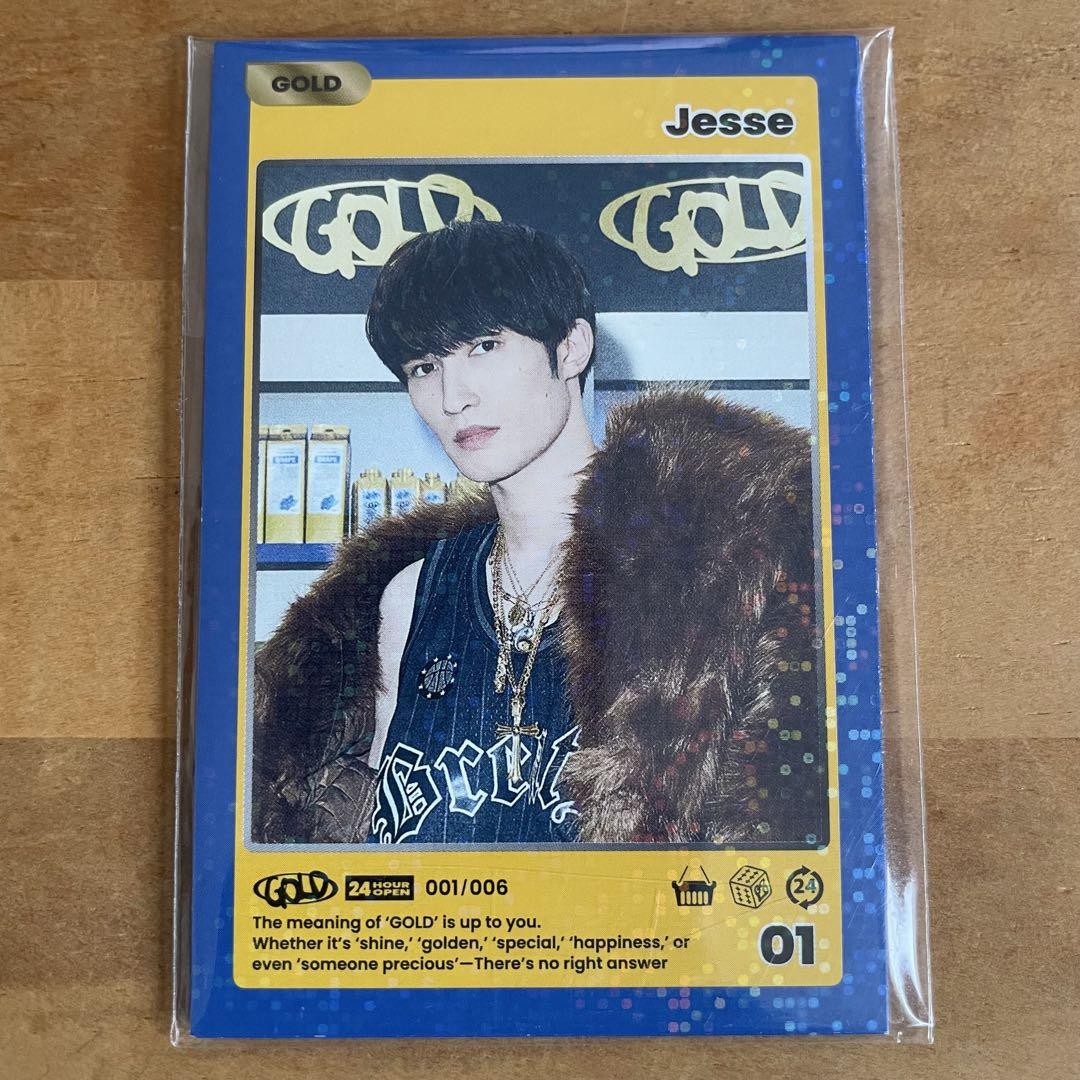 GOLD
Jesse
GOLD
GOLD
Bre
GOLD
24 HOUR OPEN
001/006
24
The meaning of ‘GOLD’ is up to you.
Whether it’s ‘shine,’ ‘golden,’ ‘special,’ ‘happiness,’ or
even ‘someone precious’—There’s no right answer
01